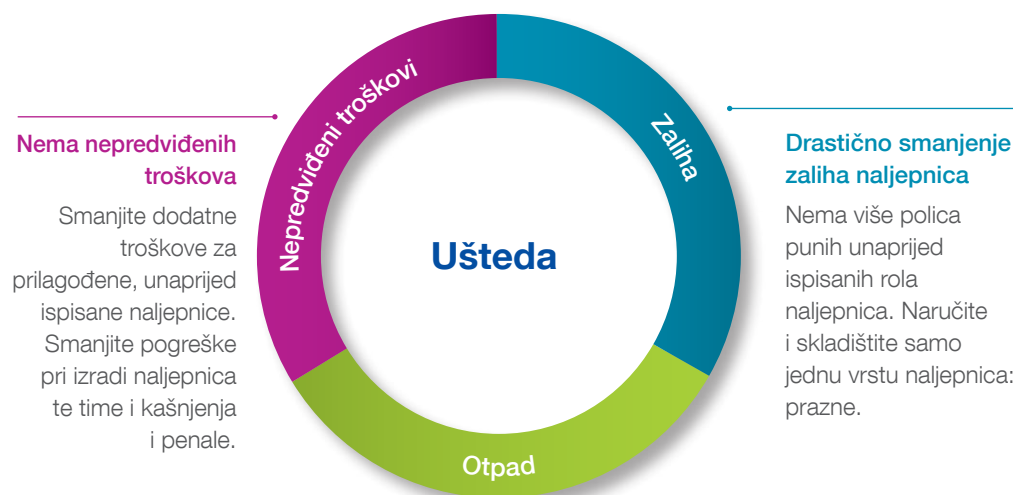 Nema nepredviđenih
troškova
Smanjite dodatne
troškove za
prilagođene, unaprijed
ispisane naljepnice.
Smanjite pogreške
pri izradi naljepnica
te time i kašnjenja
i penale.
Nepredviđeni troškovi
Zaliha
Ušteda
Otpad
Drastično smanjenje
zaliha naljepnica
Nema više polica
punih unaprijed
ispisanih rola
naljepnica. Naručite
i skladištite samo
jednu vrstu naljepnica:
prazne.